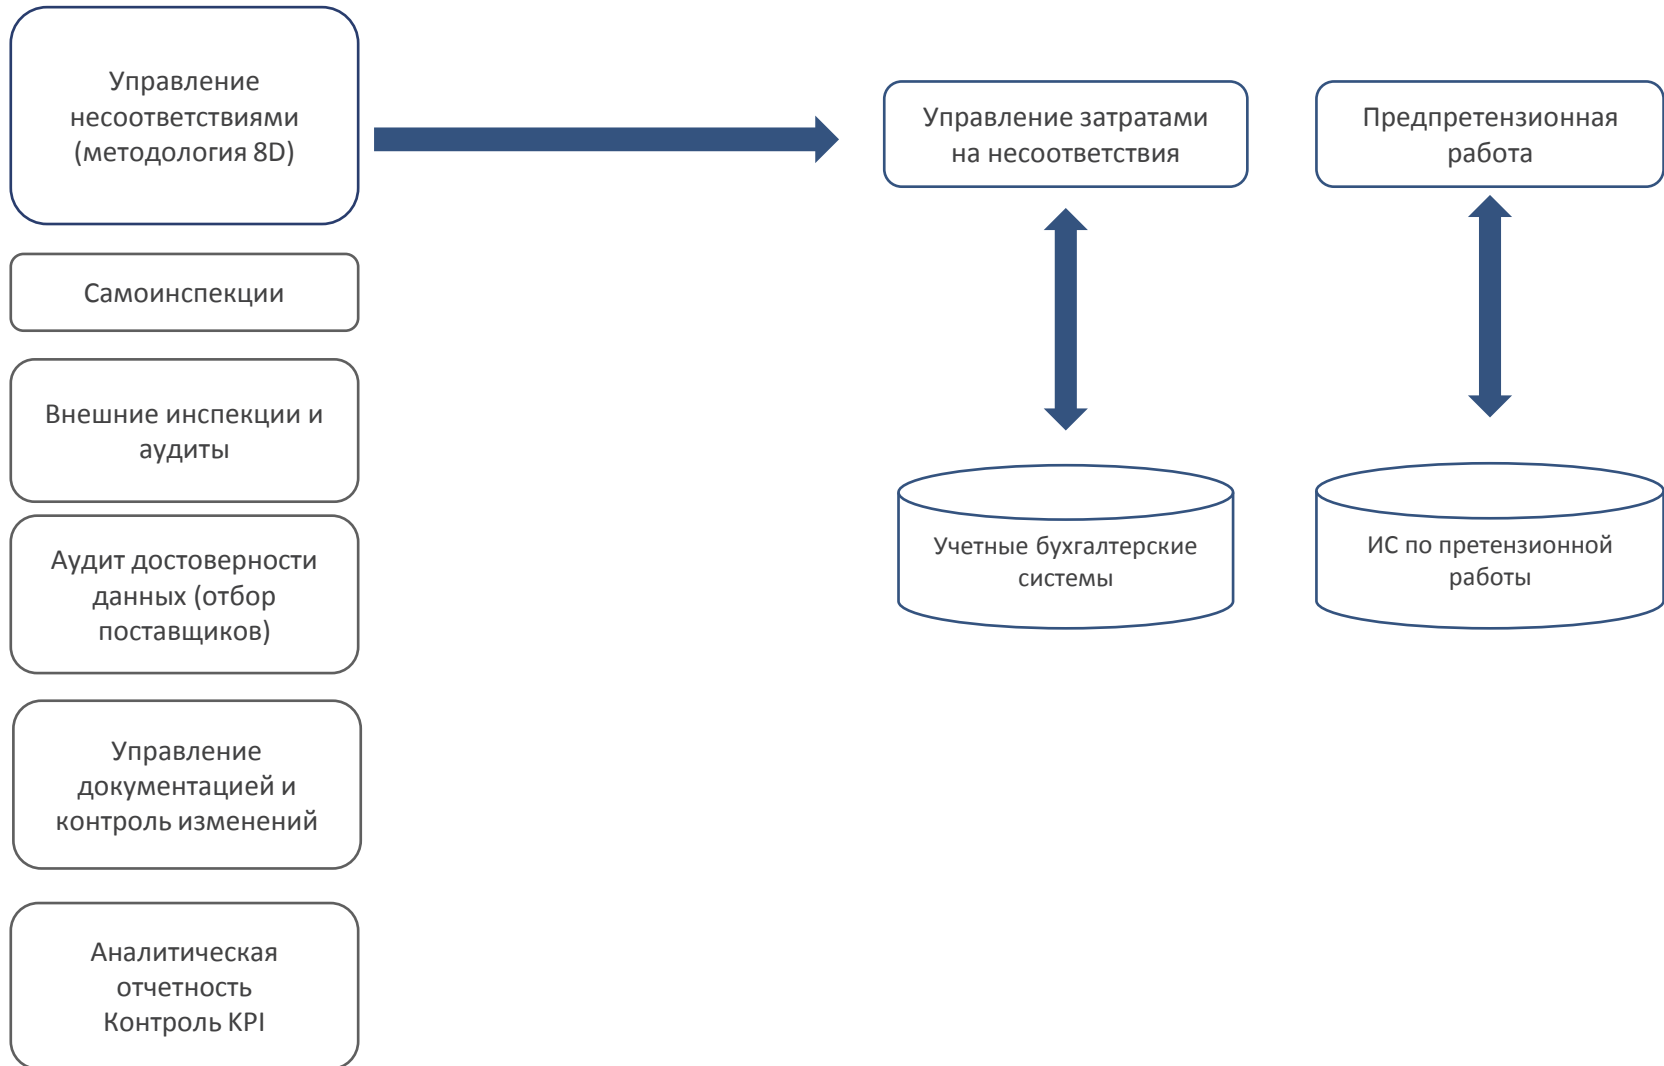 Управление
несоответствиями
(методология 8D)
Управление затратами
на несоответствия
Предпретензионная
работа
Самоинспекции
Внешние инспекции и
аудиты
Учетные бухгалтерские
системы
ИС по претензионной
работы
Аудит достоверности
данных (отбор
поставщиков)
Управление
документацией и
контроль изменений
Аналитическая
отчетность
Контроль KPI